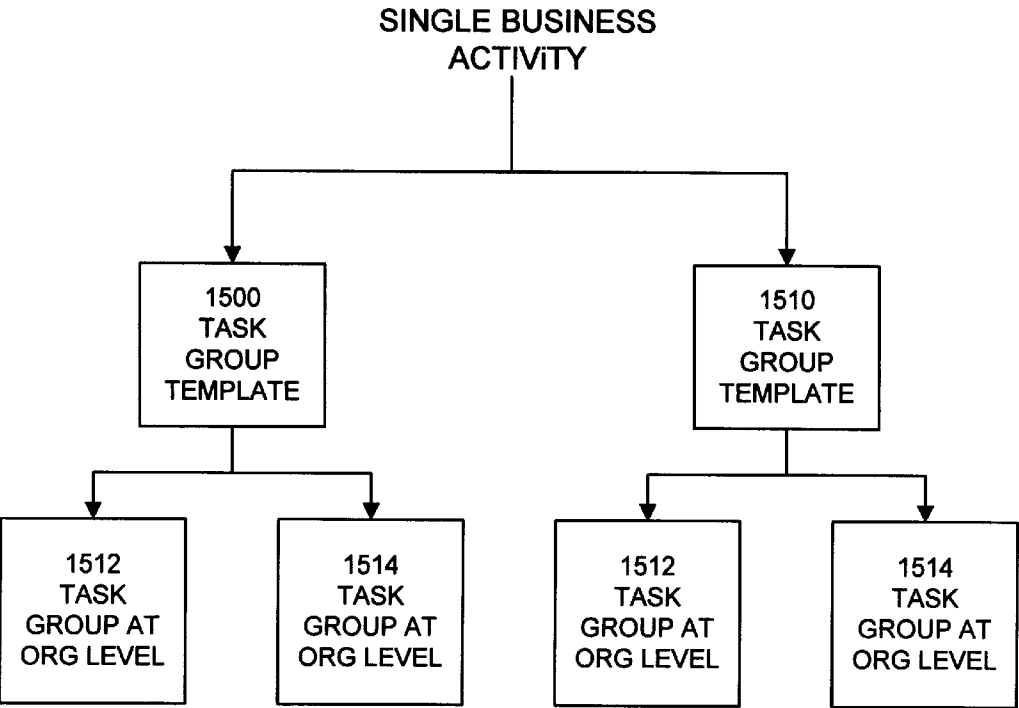 SINGLE BUSINESS
ACTIViTY
1500
TASK
GROUP
TEMPLATE
1510
TASK
GROUP
TEMPLATE
1512
TASK
GROUP AT
ORG LEVEL
1514
TASK
GROUP AT
ORG LEVEL
1512
TASK
GROUP AT
ORG LEVEL
1514
TASK
GROUP AT
ORG LEVEL